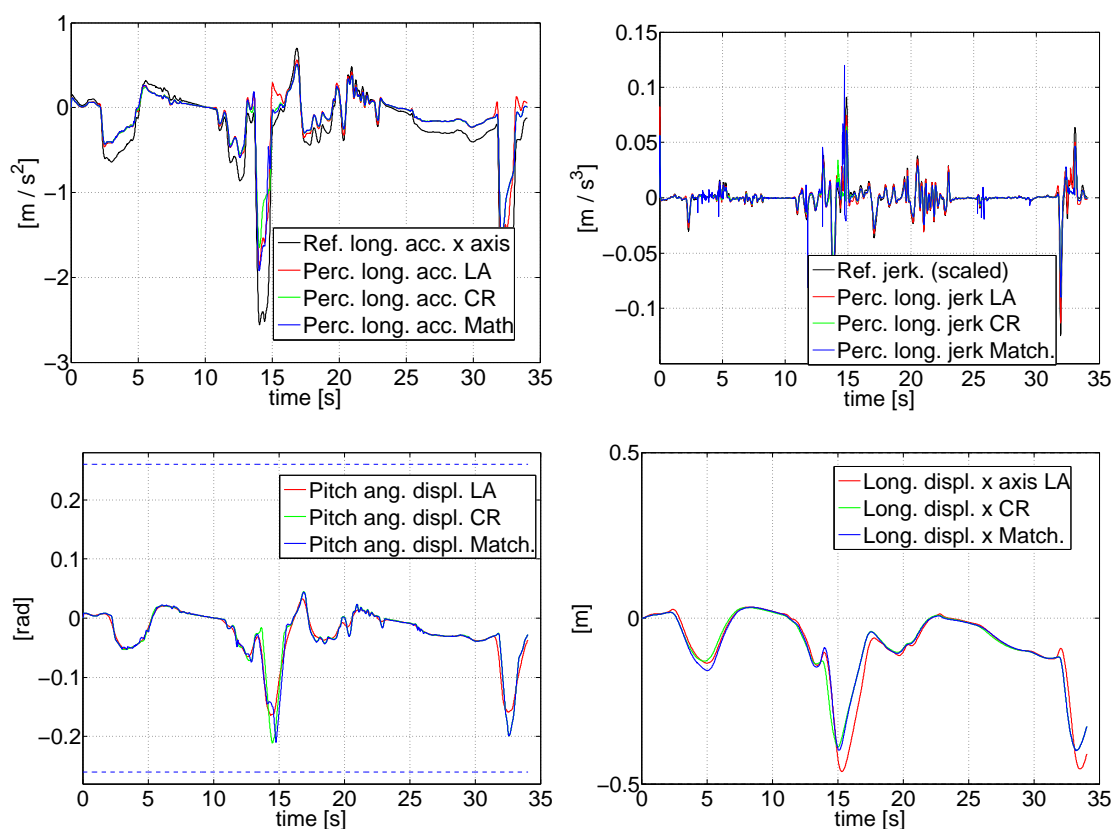 1
0
−1
−2
−3
[m / s²]
Ref. long. acc. x axis
Perc. long. acc. LA
Perc. long. acc. CR
Perc. long. acc. Math
0 5 10 15 20 25 30 35
time [s]
0.15
0.1
0.05
0
−0.05
−0.1
[m / s³]
Ref. jerk. (scaled)
Perc. long. jerk LA
Perc. long. jerk CR
Perc. long. jerk Match.
0 5 10 15 20 25 30 35
time [s]
0.2
0.1
0
−0.1
−0.2
[rad]
Pitch ang. displ. LA
Pitch ang. displ. CR
Pitch ang. displ. Match.
0 5 10 15 20 25 30 35
time [s]
0.5
0
−0.5
[m]
Long. displ. x axis LA
Long. displ. x CR
Long. displ. x Match.
0 5 10 15 20 25 30 35
time [s]